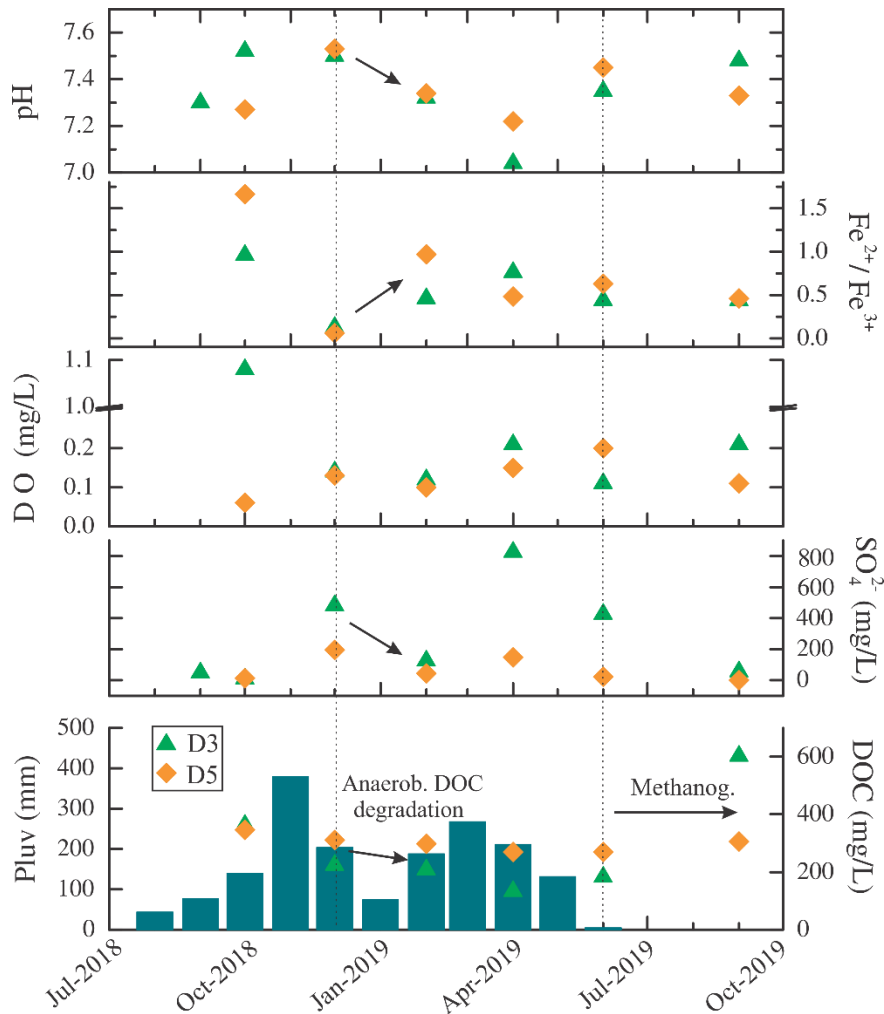 7.6
7.4
7.2
7.0
pH
1.5
1.0
0.5
0.0
Fe²⁺/Fe³⁺
1.1
1.0
0.2
0.1
0.0
D O (mg/L)
800
600
400
200
0
SO₄²⁻ (mg/L)
500
400
300
200
100
0
Pluv (mm)
D3
D5
Anaerob. DOC
degradation
Methanog.
600
400
200
0
DOC (mg/L)
Jul-2018
Oct-2018
Jan-2019
Apr-2019
Jul-2019
Oct-2019